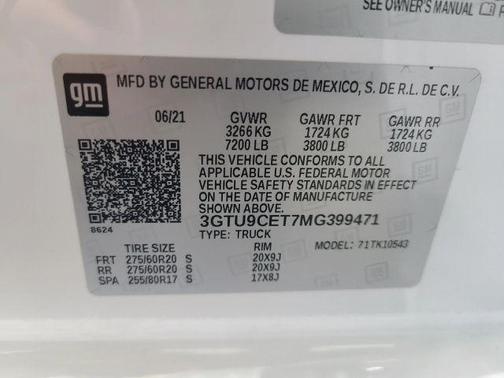 SEE OWNER'S MANUAL
gm
MFD BY GENERAL MOTORS DE MEXICO, S. DE R.L. DE C.V.
06/21 GVWR GAWR FRT GAWR RR
3266 KG 1724 KG 1724 KG
7200 LB 3800 LB 3800 LB
THIS VEHICLE CONFORMS TO ALL
APPLICABLE U.S. FEDERAL MOTOR
VEHICLE SAFETY STANDARDS IN EFFECT
ON THE DATE OF MANUFACTURE
SHOWN ABOVE.
8624 3GTU9CET7MG399471
TYPE: TRUCK MODEL: 71TK10543
TIRE SIZE RIM
FRT 275/60R20 S 20X9J
RR 275/60R20 S 20X9J
SPA 255/80R17 S 17X8J